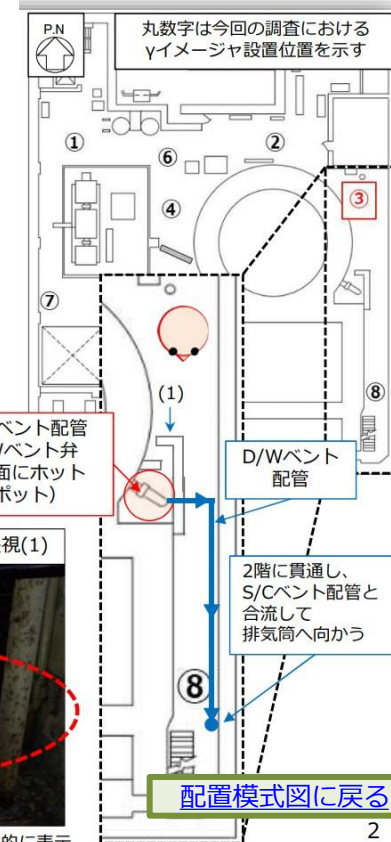 P.N
丸数字は今回の調査における
γイメージャ設置位置を示す
①
②
⑥
③
④
⑦
(1)
⑧
ベント配管
ベント弁
面にホット
ポット）
D/Wベント
配管
視(1)
2階に貫通し、
S/Cベント配管と
合流して
排気筒へ向かう
⑧
配置模式図に戻る
的に表示
2